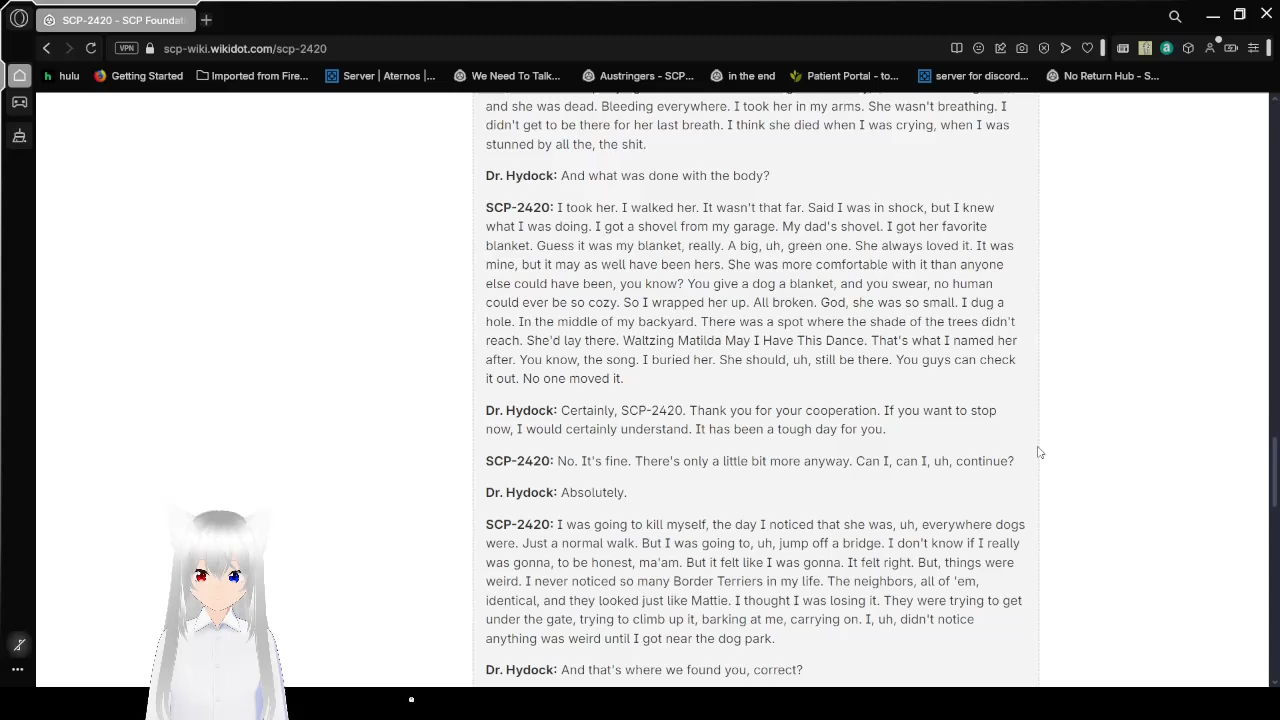 SCP-2420 - SCP Foundati
scp-wiki.wikidot.com/scp-2420
VPN
hulu
Getting Started
Imported from Fire...
Server | Aternos |...
We Need To Talk...
Austringers - SCP...
in the end
Patient Portal - to...
server for discord...
No Return Hub - S...
and she was dead. Bleeding everywhere. I took her in my arms. She wasn't breathing. I
didn't get to be there for her last breath. I think she died when I was crying, when I was
stunned by all the, the shit.
Dr. Hydock: And what was done with the body?
SCP-2420: I took her. I walked her. It wasn't that far. Said I was in shock, but I knew
what I was doing. I got a shovel from my garage. My dad's shovel. I got her favorite
blanket. Guess it was my blanket, really. A big, uh, green one. She always loved it. It was
mine, but it may as well have been hers. She was more comfortable with it than anyone
else could have been, you know? You give a dog a blanket, and you swear, no human
could ever be so cozy. So I wrapped her up. All broken. God, she was so small. I dug a
hole. In the middle of my backyard. There was a spot where the shade of the trees didn't
reach. She'd lay there. Waltzing Matilda May I Have This Dance. That's what I named her
after. You know, the song. I buried her. She should, uh, still be there. You guys can check
it out. No one moved it.
Dr. Hydock: Certainly, SCP-2420. Thank you for your cooperation. If you want to stop
now, I would certainly understand. It has been a tough day for you.
SCP-2420: No. It's fine. There's only a little bit more anyway. Can I, can I, uh, continue?
Dr. Hydock: Absolutely.
SCP-2420: I was going to kill myself, the day I noticed that she was, uh, everywhere dogs
were. Just a normal walk. But I was going to, uh, jump off a bridge. I don't know if I really
was gonna, to be honest, ma'am. But it felt like I was gonna. It felt right. But, things were
weird. I never noticed so many Border Terriers in my life. The neighbors, all of 'em,
identical, and they looked just like Mattie. I thought I was losing it. They were trying to get
under the gate, trying to climb up it, barking at me, carrying on. I, uh, didn't notice
anything was weird until I got near the dog park.
Dr. Hydock: And that's where we found you, correct?